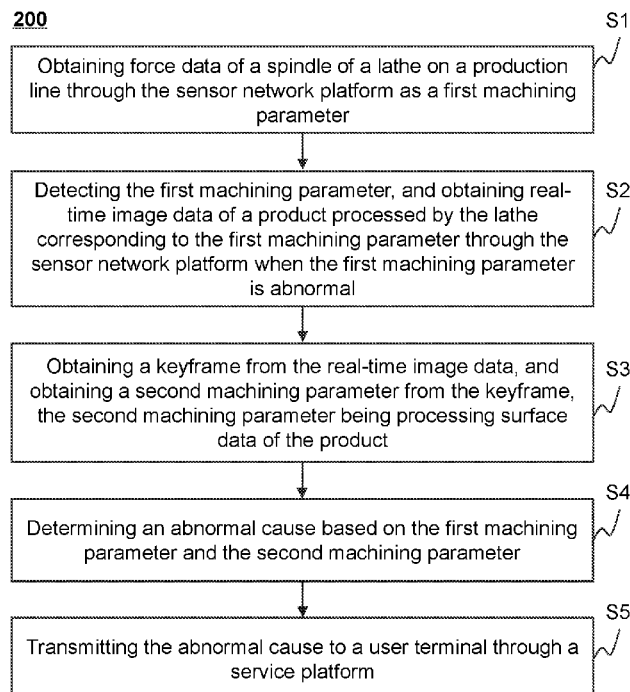 200
S1
Obtaining force data of a spindle of a lathe on a production
line through the sensor network platform as a first machining
parameter
S2
Detecting the first machining parameter, and obtaining real-
time image data of a product processed by the lathe
corresponding to the first machining parameter through the
sensor network platform when the first machining parameter
is abnormal
S3
Obtaining a keyframe from the real-time image data, and
obtaining a second machining parameter from the keyframe,
the second machining parameter being processing surface
data of the product
S4
Determining an abnormal cause based on the first machining
parameter and the second machining parameter
S5
Transmitting the abnormal cause to a user terminal through a
service platform